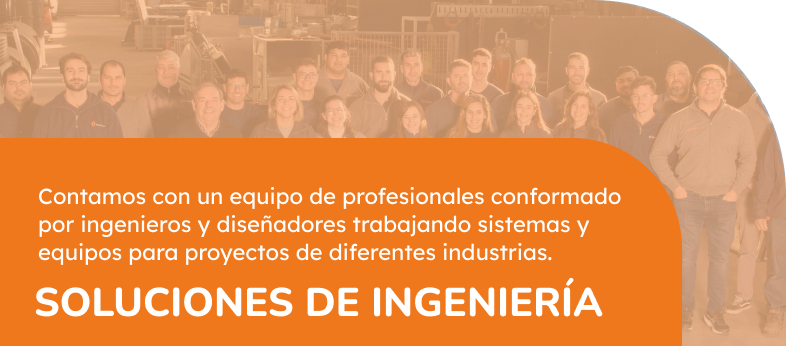 Contamos con un equipo de profesionales conformado
por ingenieros y diseñadores trabajando sistemas y
equipos para proyectos de diferentes industrias.
SOLUCIONES DE INGENIERÍA